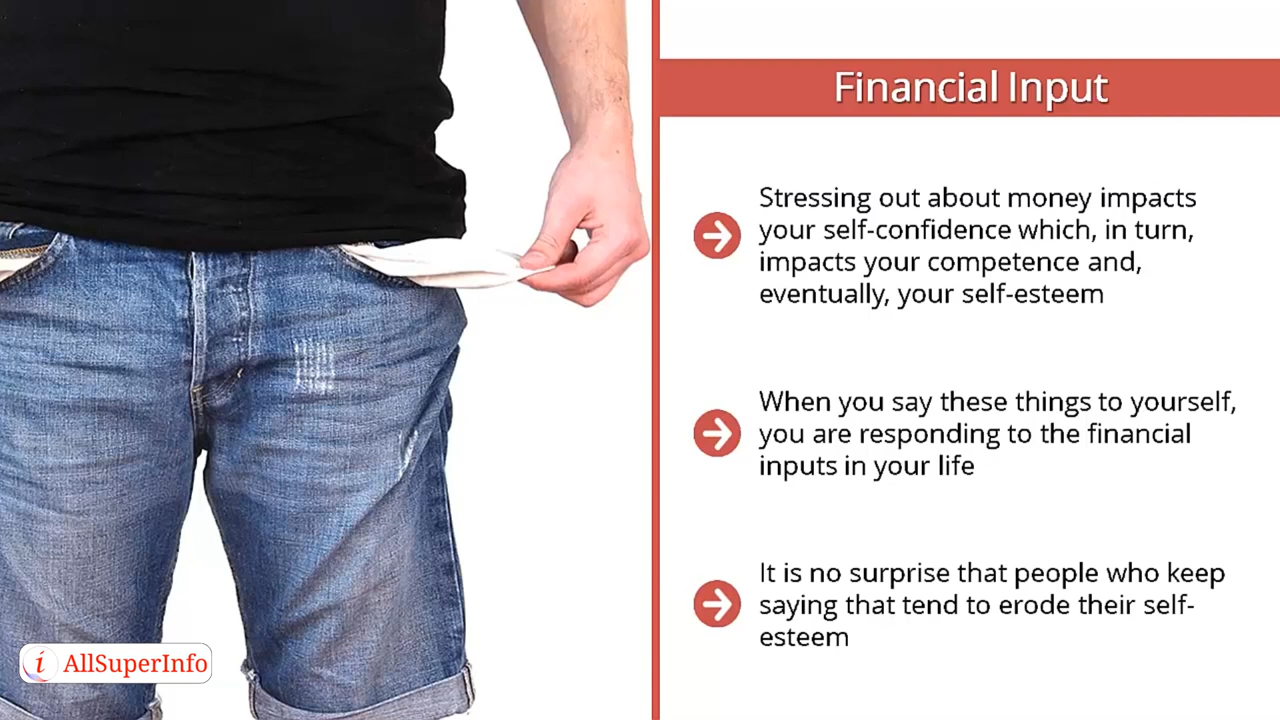 Financial Input
Stressing out about money impacts
your self-confidence which, in turn,
impacts your competence and,
eventually, your self-esteem
When you say these things to yourself,
you are responding to the financial
inputs in your life
It is no surprise that people who keep
saying that tend to erode their self-
esteem
i AllSuperInfo